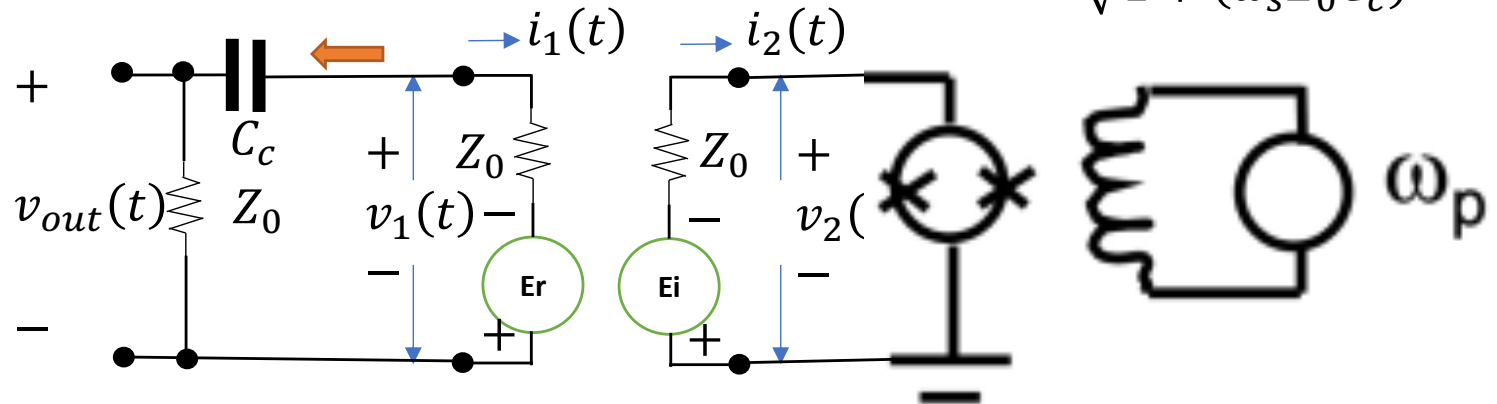 i₁(t)
i₂(t)
+
C_c
Z₀
v_out(t)
−
+
v₁(t)
−
Z₀
−
Er
+
Z₀
−
Ei
+
+
v₂(
−
ω_p